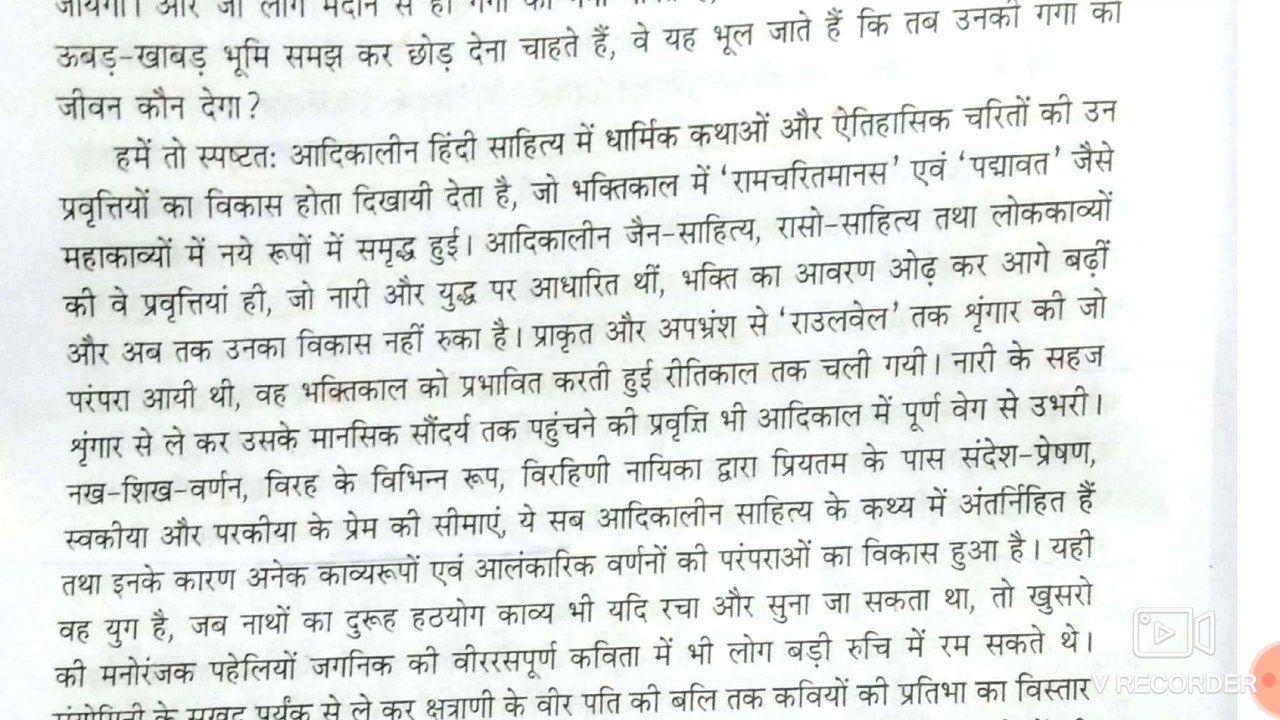 ऊबड़-खाबड़ भूमि समझ कर छोड़ देना चाहते हैं, वे यह भूल जाते हैं कि तब उनकी गंगा को
जीवन कौन देगा?
हमें तो स्पष्टत: आदिकालीन हिंदी साहित्य में धार्मिक कथाओं और ऐतिहासिक चरितों की उन
प्रवृत्तियों का विकास होता दिखायी देता है, जो भक्तिकाल में ‘रामचरितमानस’ एवं ‘पद्मावत’ जैसे
महाकाव्यों में नये रूपों में समृद्ध हुई। आदिकालीन जैन-साहित्य, रासो-साहित्य तथा लोककाव्यों
की वे प्रवृत्तियां ही, जो नारी और युद्ध पर आधारित थीं, भक्ति का आवरण ओढ़ कर आगे बढ़ीं
और अब तक उनका विकास नहीं रुका है। प्राकृत और अपभ्रंश से ‘राउलवेल’ तक शृंगार की जो
परंपरा आयी थी, वह भक्तिकाल को प्रभावित करती हुई रीतिकाल तक चली गयी। नारी के सहज
शृंगार से ले कर उसके मानसिक सौंदर्य तक पहुंचने की प्रवृत्ति भी आदिकाल में पूर्ण वेग से उभरी।
नख-शिख-वर्णन, विरह के विभिन्न रूप, विरहिणी नायिका द्वारा प्रियतम के पास संदेश-प्रेषण,
स्वकीया और परकीया के प्रेम की सीमाएं, ये सब आदिकालीन साहित्य के कथ्य में अंतर्निहित हैं
तथा इनके कारण अनेक काव्यरूपों एवं आलंकारिक वर्णनों की परंपराओं का विकास हुआ है। यही
वह युग है, जब नाथों का दुरूह हठयोग काव्य भी यदि रचा और सुना जा सकता था, तो खुसरो
की मनोरंजक पहेलियों जगनिक की वीररसपूर्ण कविता में भी लोग बड़ी रुचि में रम सकते थे।
के सुखद पर्यंक से ले कर क्षत्राणी के वीर पति की बलि तक कवियों की प्रतिभा का विस्तार
V RECORDER